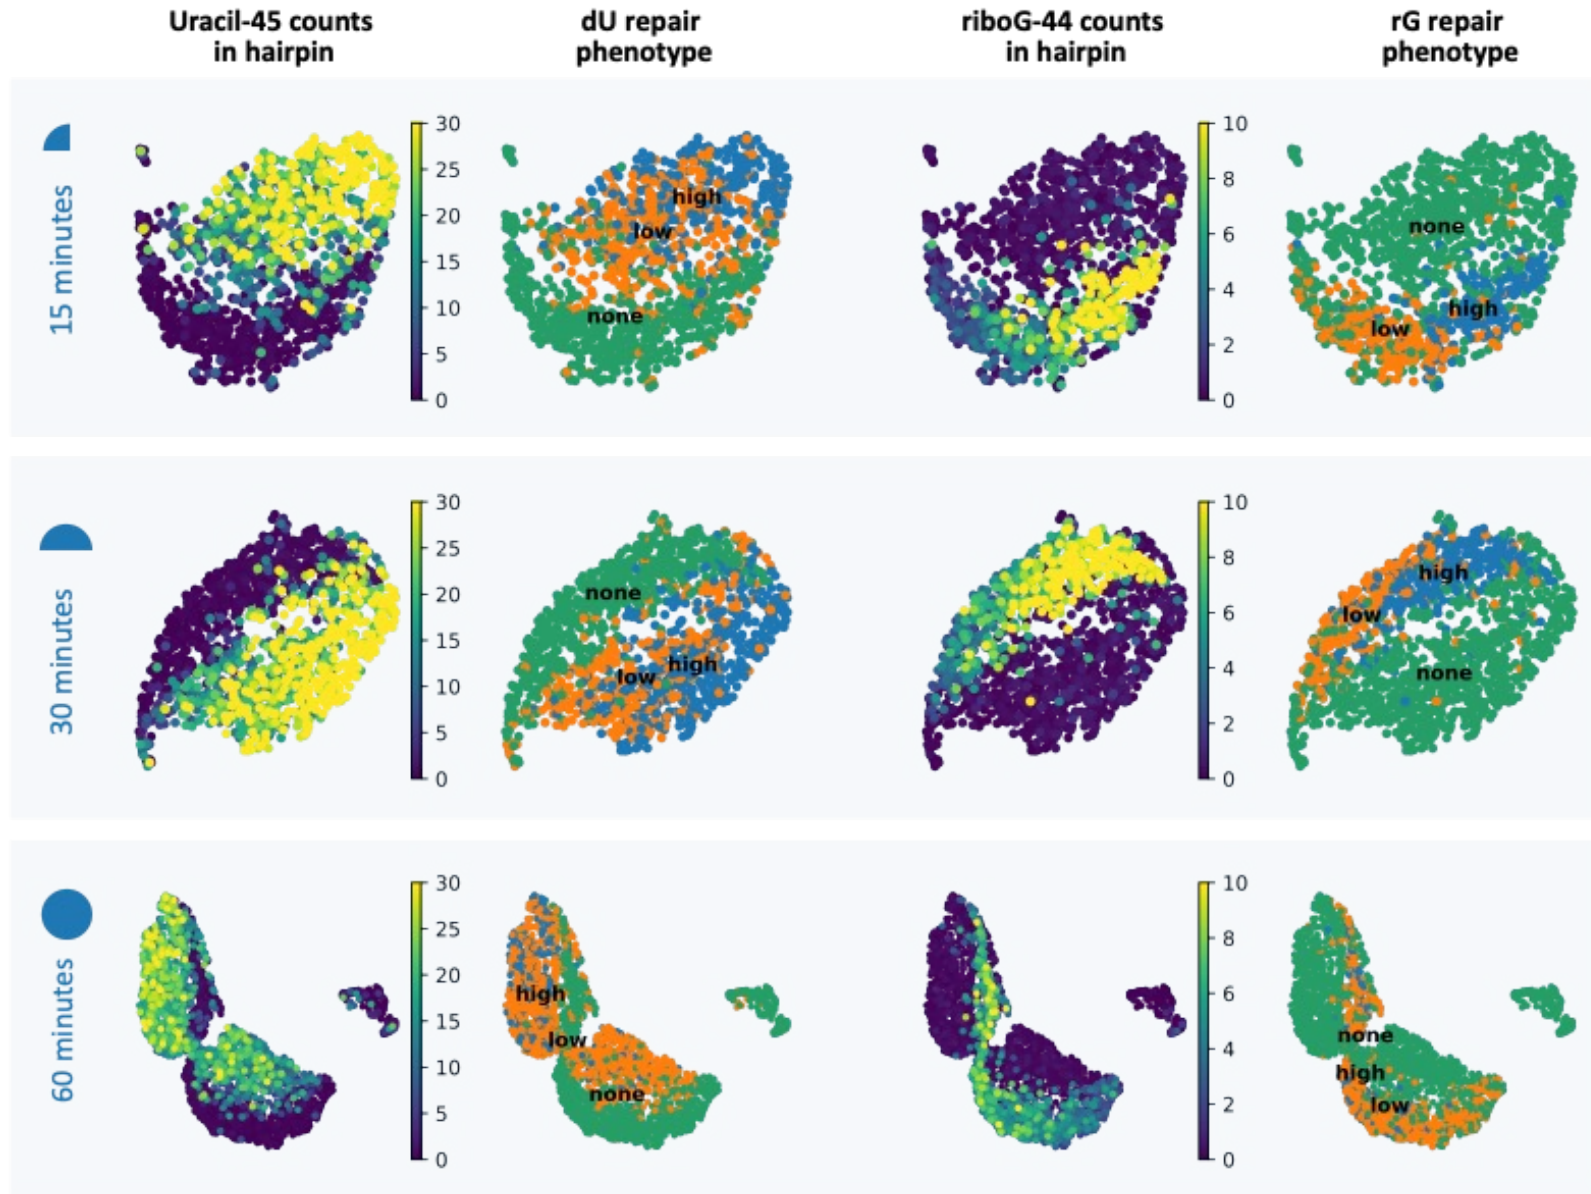 Uracil-45 counts
in hairpin
dU repair
phenotype
riboG-44 counts
in hairpin
rG repair
phenotype
15 minutes
30
25
20
15
10
5
0
high
low
none
10
8
6
4
2
0
none
high
low
30 minutes
30
25
20
15
10
5
0
none
high
low
10
8
6
4
2
0
high
low
none
60 minutes
30
25
20
15
10
5
0
high
low
none
10
8
6
4
2
0
none
high
low